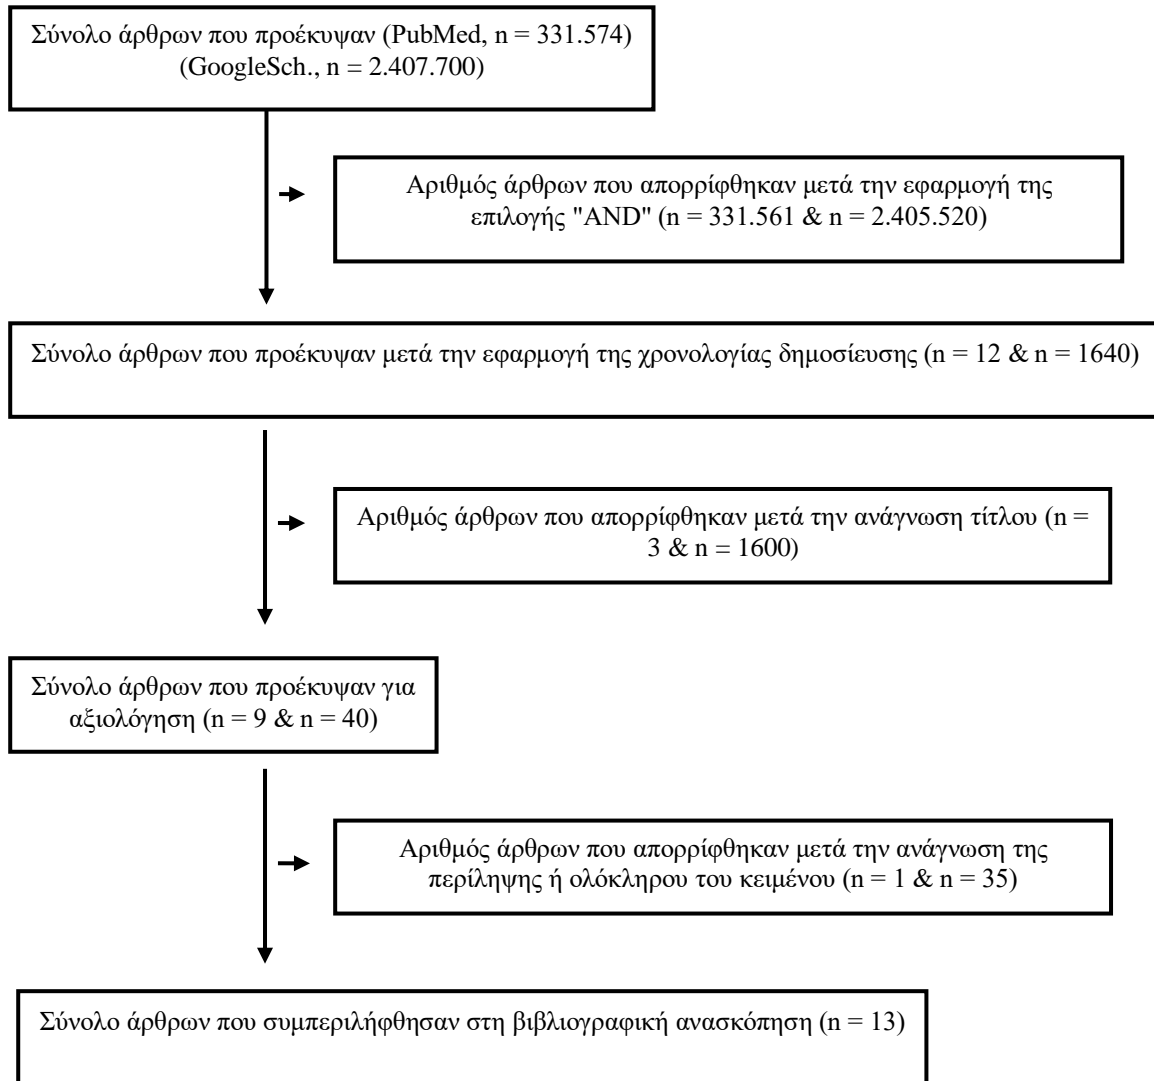 Σύνολο άρθρων που προέκυψαν (PubMed, n = 331.574)
(GoogleSch., n = 2.407.700)
Αριθμός άρθρων που απορρίφθηκαν μετά την εφαρμογή της
επιλογής "AND" (n = 331.561 & n = 2.405.520)
Σύνολο άρθρων που προέκυψαν μετά την εφαρμογή της χρονολογίας δημοσίευσης (n = 12 & n = 1640)
Αριθμός άρθρων που απορρίφθηκαν μετά την ανάγνωση τίτλου (n =
3 & n = 1600)
Σύνολο άρθρων που προέκυψαν για
αξιολόγηση (n = 9 & n = 40)
Αριθμός άρθρων που απορρίφθηκαν μετά την ανάγνωση της
περίληψης ή ολόκληρου του κειμένου (n = 1 & n = 35)
Σύνολο άρθρων που συμπεριλήφθησαν στη βιβλιογραφική ανασκόπηση (n = 13)